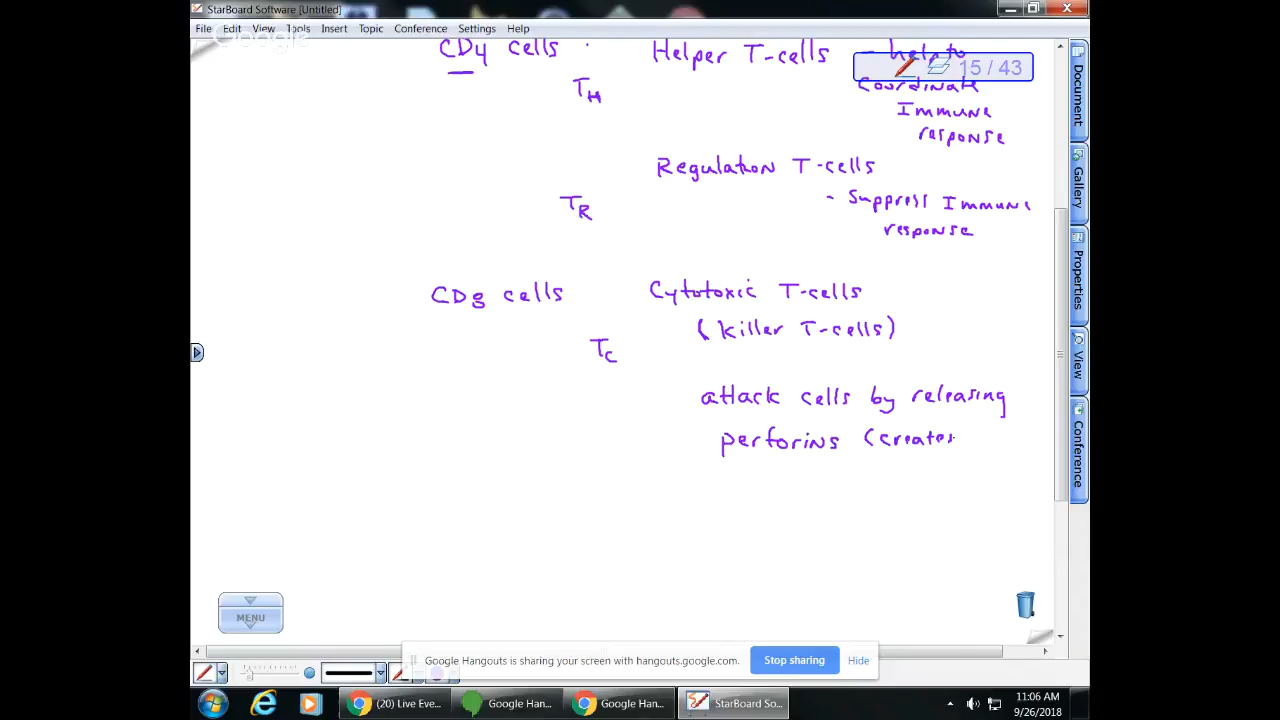 StarBoard Software [Untitled]
File Edit View Tools Insert Topic Conference Settings Help
Google
CD4 cells Helper T-cells - help to
15 / 43
TH Coordinate
Immune
response
Regulation T-cells
TR - Suppress Immune
response
CD8 cells Cytotoxic T-cells
(killer T-cells)
TC
attack cells by releasing
perforins (creates
Document
Gallery
Properties
View
Conference
MENU
Google Hangouts is sharing your screen with hangouts.google.com. Stop sharing Hide
(20) Live Eve... Google Han... Google Han... StarBoard So...
11:06 AM
9/26/2018